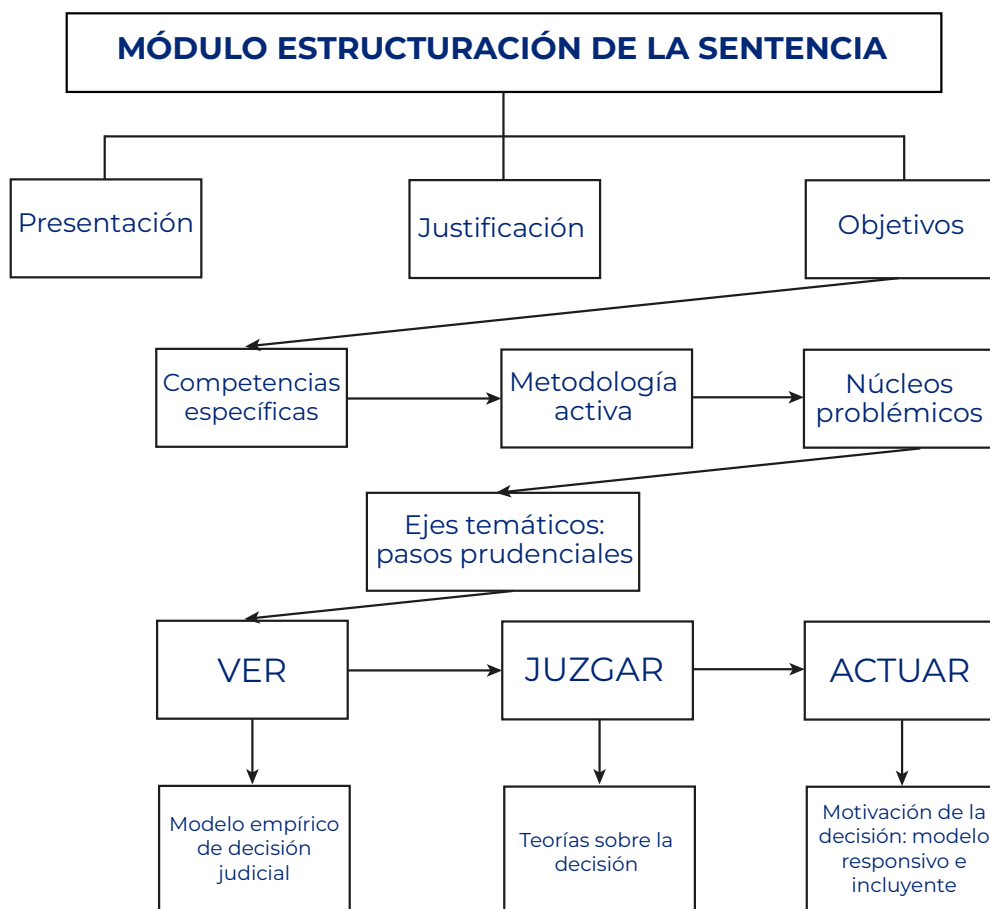 MÓDULO ESTRUCTURACIÓN DE LA SENTENCIA
Presentación
Justificación
Objetivos
Competencias
específicas
Metodología
activa
Núcleos
problémicos
Ejes temáticos:
pasos prudenciales
VER
JUZGAR
ACTUAR
Modelo empírico
de decisión
judicial
Teorías sobre la
decisión
Motivación de la
decisión: modelo
responsivo e
incluyente